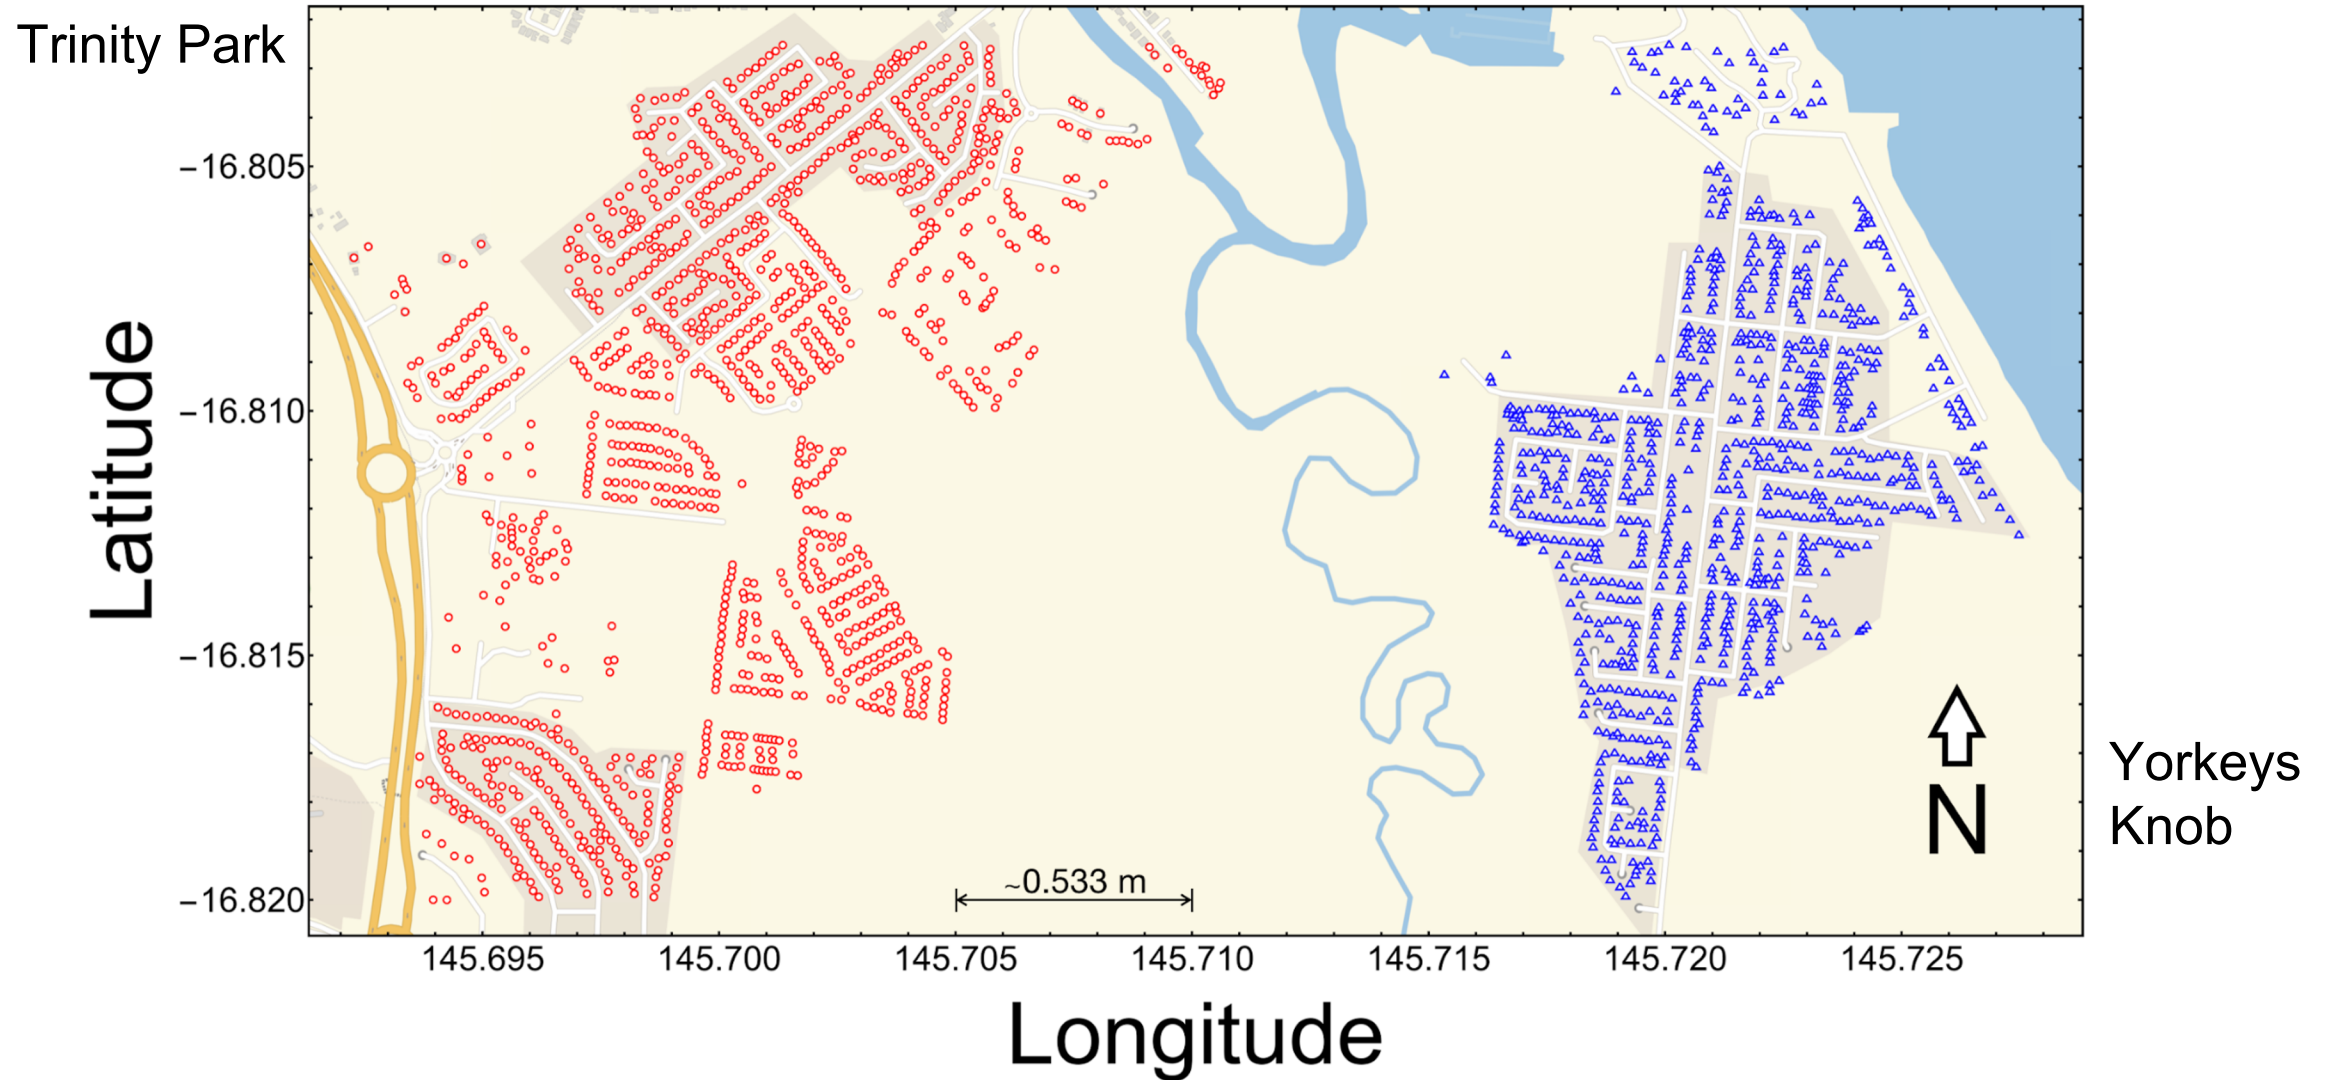 Trinity Park
−16.805
−16.810
−16.815
−16.820
Latitude
~0.533 m
N
Yorkeys
Knob
145.695 145.700 145.705 145.710 145.715 145.720 145.725
Longitude